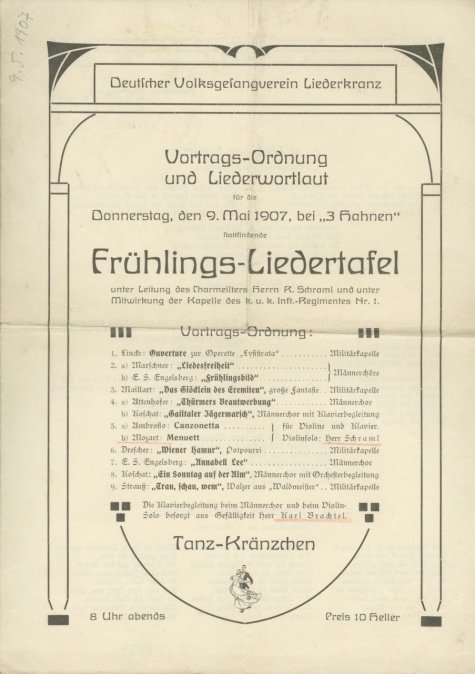 9. 5. 1907
Deutscher Volksgesangverein Liederkranz
Vortrags-Ordnung
und Liederwortlaut
für die
Donnerstag, den 9. Mai 1907, bei „3 Hahnen“
stattfindende
Frühlings-Liedertafel
unter Leitung des Chormeisters Herrn R. Schraml und unter
Mitwirkung der Kapelle des k. u. k. Inft.-Regimentes Nr. 1.
Vortrags-Ordnung:
1. Lincke: Ouverture zur Operette „Lysistrata“ . . . . . . . . . . Militärkapelle
2. a) Marschner: „Liedesfreiheit“ . . . . . . . . . . } Männerchöre
b) E. S. Engelsberg: „Frühlingsbild“ . . . . . . . . . .
3. Maillart: „Das Glöcklein des Eremiten“, große Fantasie . . Militärkapelle
4. a) Attenhofer: „Thürmers Brautwerbung“ . . . . . . . . . . Männerchor
b) Koschat: „Gailtaler Jägermarsch“, Männerchor mit Klavierbegleitung
5. a) Ambrosio: Canzonetta . . . . . } für Violine und Klavier.
b) Mozart: Menuett . . . . . Violinsolo: Herr Schraml
6. Drescher: „Wiener Hamur“, Potpourri . . . . . . . . . . Militärkapelle
7. E. S. Engelsberg: „Annabell Lee“ . . . . . . . . . . Männerchor
8. Koschat: „Ein Sonntag auf der Alm“, Männerchor mit Orchesterbegleitung
9. Strauß: „Trau, schau, wem“, Walzer aus „Waldmeister“ . . Militärkapelle
Die Klavierbegleitung beim Männerchor und beim Violin-
Solo besorgt aus Gefälligkeit Herr Karl Brachtel.
Tanz-Kränzchen
8 Uhr abends
Preis 10 Heller